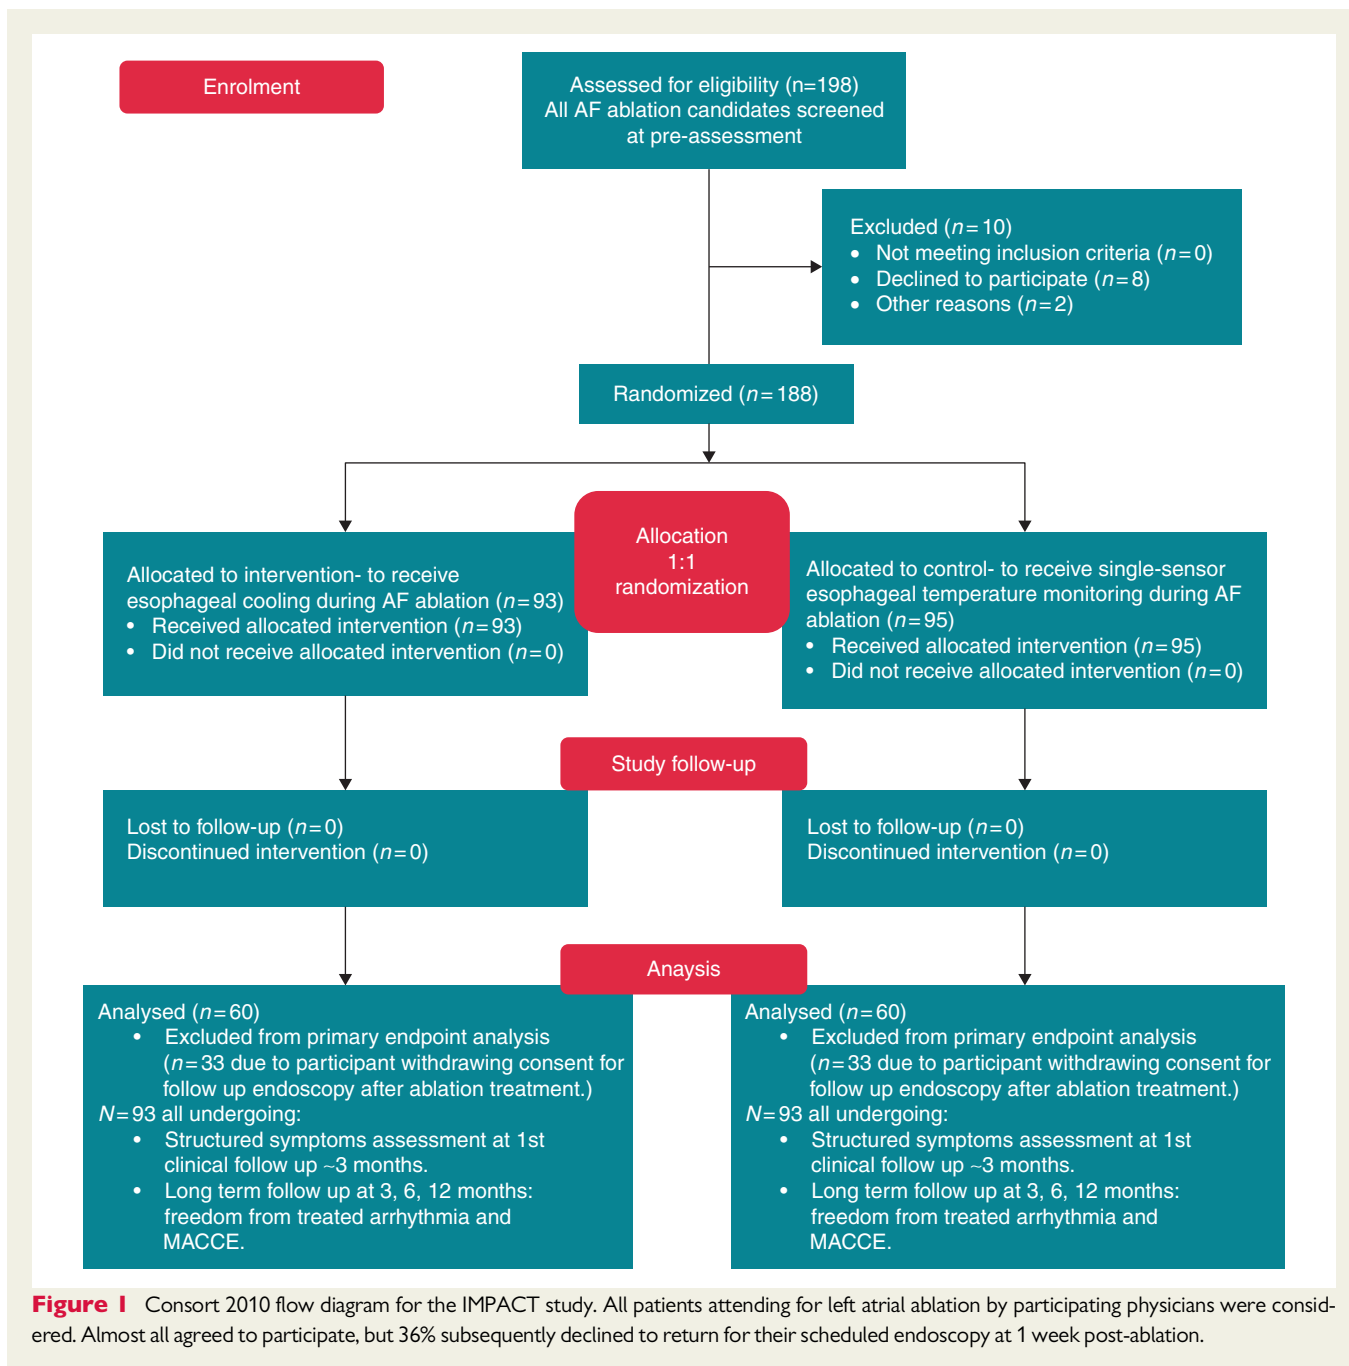 Enrolment
Assessed for eligibility (n=198)
All AF ablation candidates screened
at pre-assessment
Excluded (n=10)
• Not meeting inclusion criteria (n=0)
• Declined to participate (n=8)
• Other reasons (n=2)
Randomized (n=188)
Allocation
1:1
randomization
Allocated to intervention- to receive
esophageal cooling during AF ablation (n=93)
• Received allocated intervention (n=93)
• Did not receive allocated intervention (n=0)
Allocated to control- to receive single-sensor
esophageal temperature monitoring during AF
ablation (n=95)
• Received allocated intervention (n=95)
• Did not receive allocated intervention (n=0)
Study follow-up
Lost to follow-up (n=0)
Discontinued intervention (n=0)
Lost to follow-up (n=0)
Discontinued intervention (n=0)
Anaysis
Analysed (n=60)
• Excluded from primary endpoint analysis
(n=33 due to participant withdrawing consent for
follow up endoscopy after ablation treatment.)
N=93 all undergoing:
• Structured symptoms assessment at 1st
clinical follow up ~3 months.
• Long term follow up at 3, 6, 12 months:
freedom from treated arrhythmia and
MACCE.
Analysed (n=60)
• Excluded from primary endpoint analysis
(n=33 due to participant withdrawing consent for
follow up endoscopy after ablation treatment.)
N=93 all undergoing:
• Structured symptoms assessment at 1st
clinical follow up ~3 months.
• Long term follow up at 3, 6, 12 months:
freedom from treated arrhythmia and
MACCE.
Figure 1 Consort 2010 flow diagram for the IMPACT study. All patients attending for left atrial ablation by participating physicians were consid-
ered. Almost all agreed to participate, but 36% subsequently declined to return for their scheduled endoscopy at 1 week post-ablation.